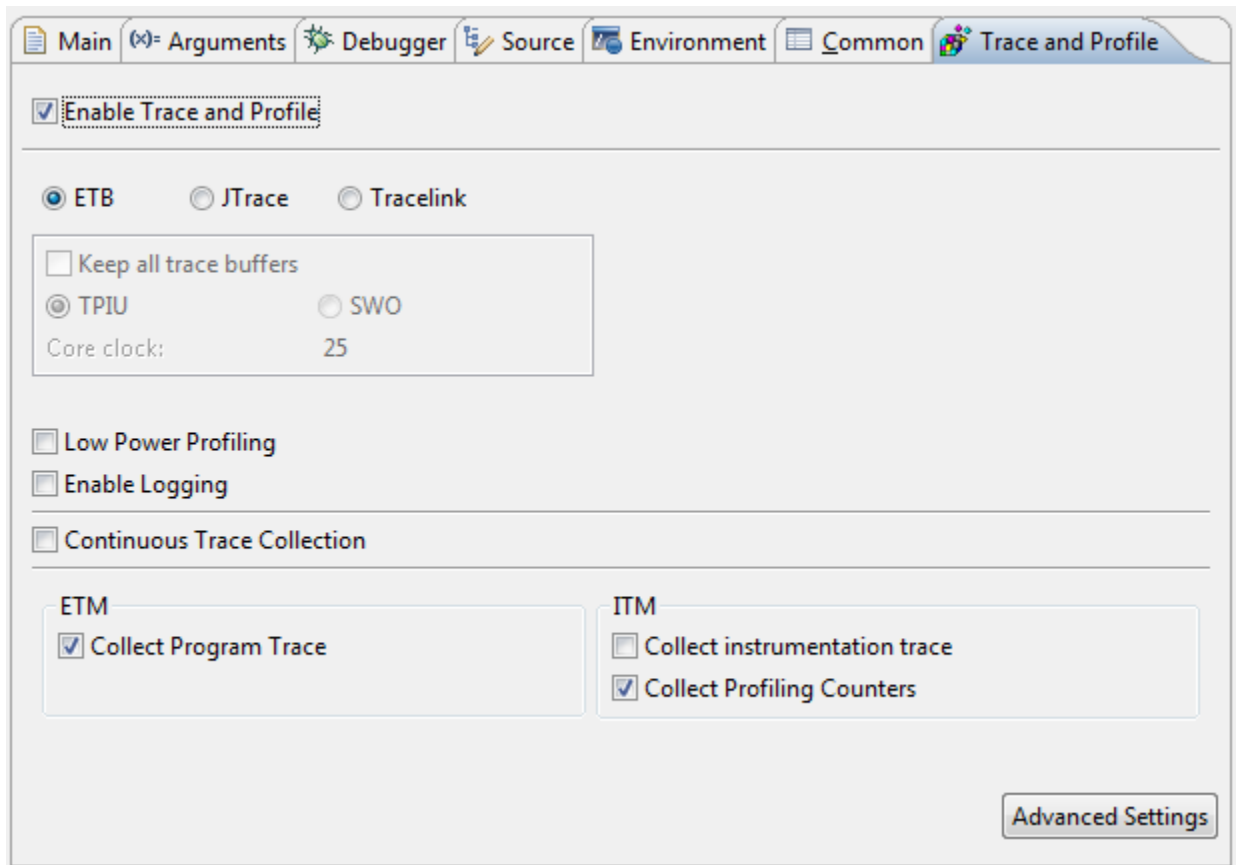 Main (x)= Arguments Debugger Source Environment Common Trace and Profile
Enable Trace and Profile
ETB JTrace Tracelink
Keep all trace buffers
TPIU SWO
Core clock: 25
Low Power Profiling
Enable Logging
Continuous Trace Collection
ETM ITM
Collect Program Trace Collect instrumentation trace
Collect Profiling Counters
Advanced Settings